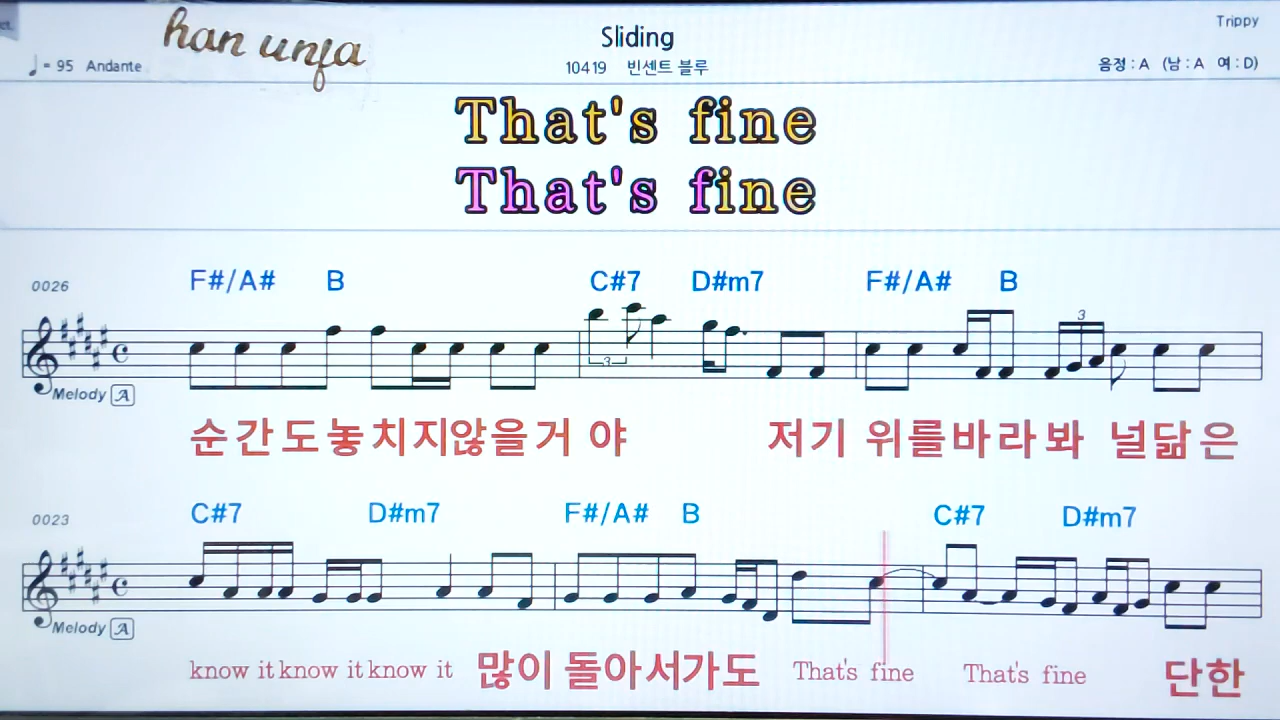 han unfa
Sliding
Trippy
♩= 95 Andante
10419 빈센트 블루
음정 : A (남 : A 여 : D)
That's fine
That's fine
0026 F#/A# B C#7 D#m7 F#/A# B
3 3
Melody A
순간도놓치지않을거 야 저기 위를바라봐 널닮은
0023 C#7 D#m7 F#/A# B C#7 D#m7
Melody A
know it know it know it 많이 돌아서가도 That's fine That's fine 단한